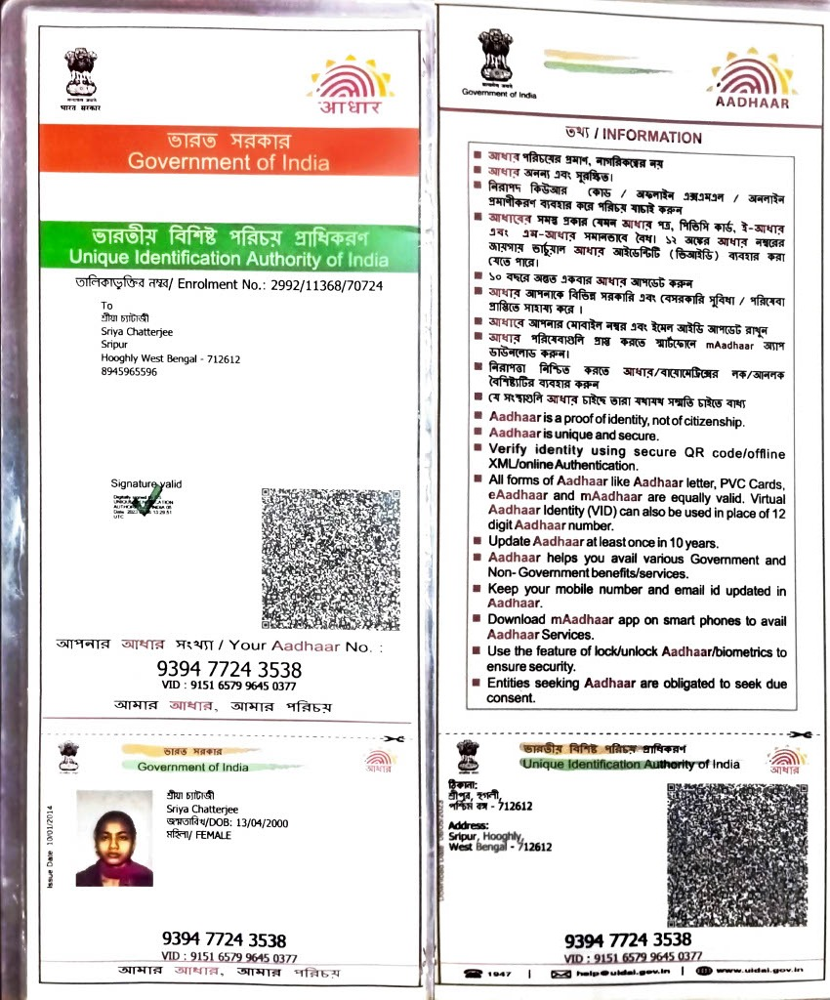 सत्यमेव जयते
भारत सरकार
आधार
ভারত সরকার
Government of India
ভারতীয় বিশিষ্ট পরিচয় প্রাধিকরণ
Unique Identification Authority of India
তালিকাভুক্তির নম্বর/ Enrolment No.: 2992/11368/70724
To
শ্রীয়া চ্যাটার্জী
Sriya Chatterjee
Sripur
Hooghly West Bengal - 712612
8945965596
Signature valid
আপনার আধার সংখ্যা / Your Aadhaar No. :
9394 7724 3538
VID : 9151 6579 9645 0377
আমার আধার, আমার পরিচয়
ভারত সরকার
Government of India
आधार
Issue Date: 10/01/2014
শ্রীয়া চ্যাটার্জী
Sriya Chatterjee
জন্মতারিখ/DOB: 13/04/2000
মহিলা/ FEMALE
9394 7724 3538
VID : 9151 6579 9645 0377
আমার আধার, আমার পরিচয়
Government of India
AADHAAR
তথ্য / INFORMATION
আধার পরিচয়ের প্রমাণ, নাগরিকত্বের নয়
আধার অনন্য এবং সুরক্ষিত।
নিরাপদ কিউআর কোড / অফলাইন এক্সএমএল / অনলাইন
প্রমাণীকরণ ব্যবহার করে পরিচয় যাচাই করুন
আধারের সমস্ত প্রকার যেমন আধার পত্র, পিভিসি কার্ড, ই-আধার
এবং এম-আধার সমানভাবে বৈধ। ১২ অঙ্কের আধার নম্বরের
জায়গায় ভার্চুয়াল আধার আইডেন্টিটি (ভিআইডি) ব্যবহার করা
যেতে পারে।
১০ বছরে অন্তত একবার আধার আপডেট করুন
আধার আপনাকে বিভিন্ন সরকারি এবং বেসরকারি সুবিধা / পরিষেবা
প্রাপ্তিতে সাহায্য করে ।
আধারে আপনার মোবাইল নম্বর এবং ইমেল আইডি আপডেট রাখুন
আধার পরিষেবাগুলি প্রাপ্ত করতে স্মার্টফোনে mAadhaar অ্যাপ
ডাউনলোড করুন।
নিরাপত্তা নিশ্চিত করতে আধার/বায়োমেট্রিক্সের লক/আনলক
বৈশিষ্ট্যটির ব্যবহার করুন
যে সংস্থাগুলি আধার চাইছে তারা যথাযথ সম্মতি চাইতে বাধ্য
Aadhaar is a proof of identity, not of citizenship.
Aadhaar is unique and secure.
Verify identity using secure QR code/offline
XML/online Authentication.
All forms of Aadhaar like Aadhaar letter, PVC Cards,
eAadhaar and mAadhaar are equally valid. Virtual
Aadhaar Identity (VID) can also be used in place of 12
digit Aadhaar number.
Update Aadhaar at least once in 10 years.
Aadhaar helps you avail various Government and
Non- Government benefits/services.
Keep your mobile number and email id updated in
Aadhaar.
Download mAadhaar app on smart phones to avail
Aadhaar Services.
Use the feature of lock/unlock Aadhaar/biometrics to
ensure security.
Entities seeking Aadhaar are obligated to seek due
consent.
ভারতীয় বিশিষ্ট পরিচয় প্রাধিকরণ
Unique Identification Authority of India
आधार
ঠিকানা:
শ্রীপুর, হুগলী,
পশ্চিম বঙ্গ - 712612
Address:
Sripur, Hooghly,
West Bengal - 712612
9394 7724 3538
VID : 9151 6579 9645 0377
1947 | help@uidai.gov.in | www.uidai.gov.in